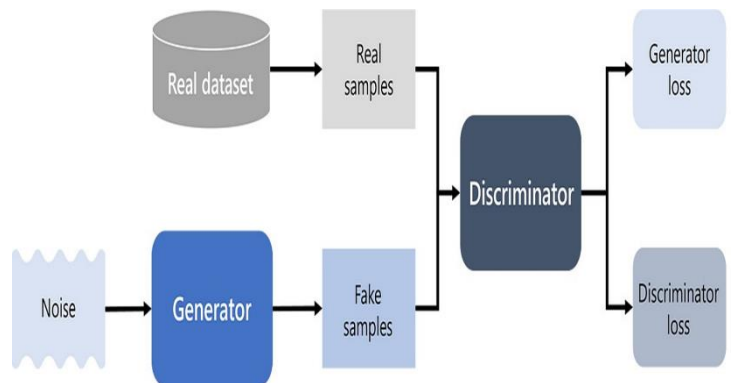 Real dataset
Real
samples
Generator
loss
Discriminator
Noise
Generator
Fake
samples
Discriminator
loss